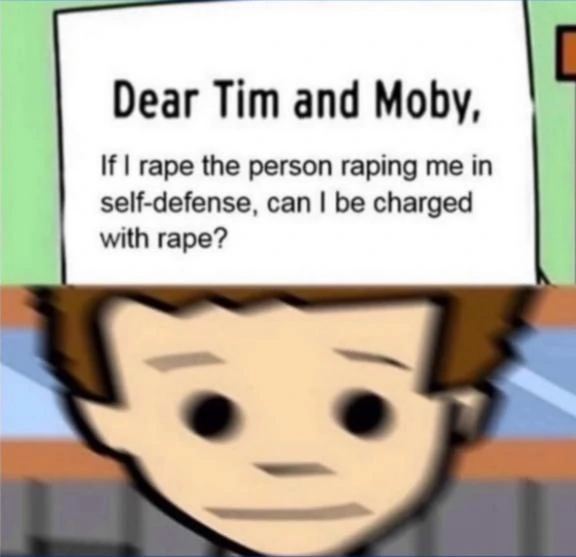 Dear Tim and Moby,
If I rape the person raping me in
self-defense, can I be charged
with rape?